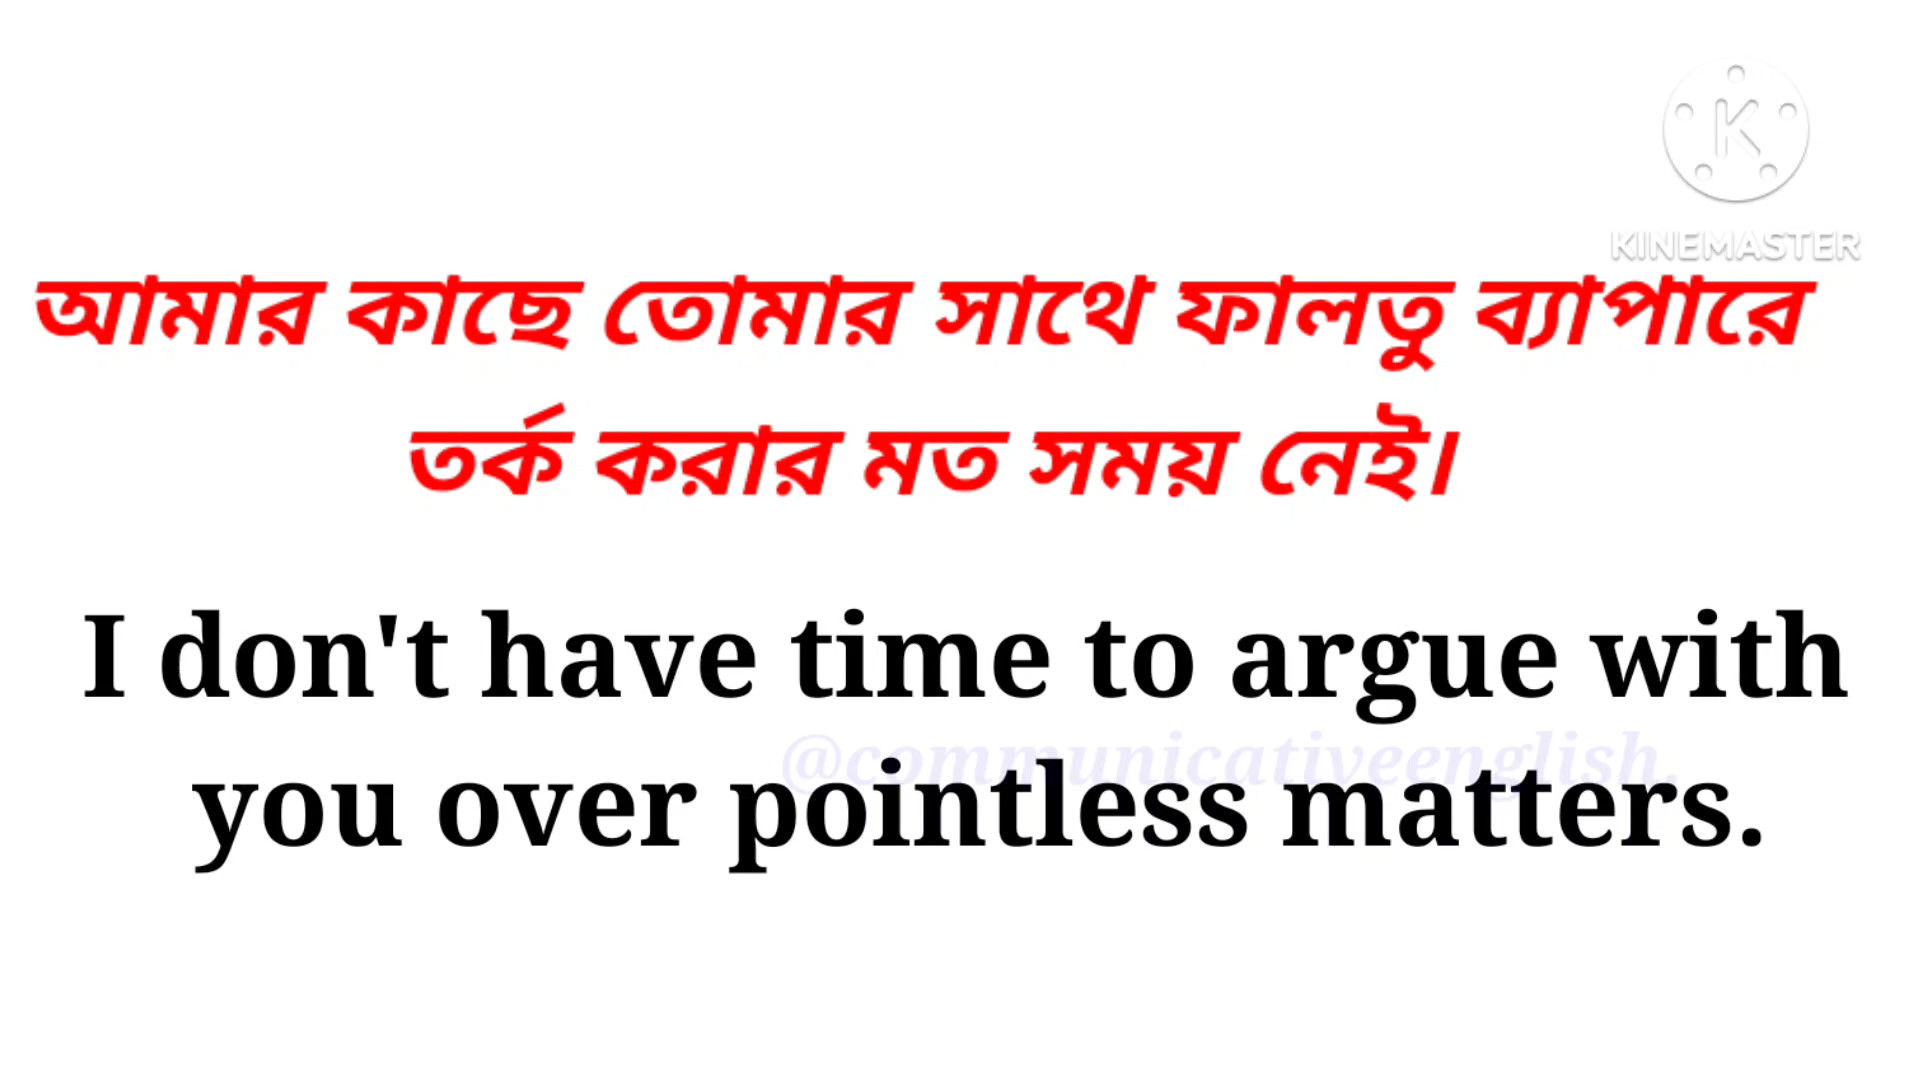 KINEMASTER
আমার কাছে তোমার সাথে ফালতু ব্যাপারে
তর্ক করার মত সময় নেই।
I don't have time to argue with
@communicativeenglish.
you over pointless matters.